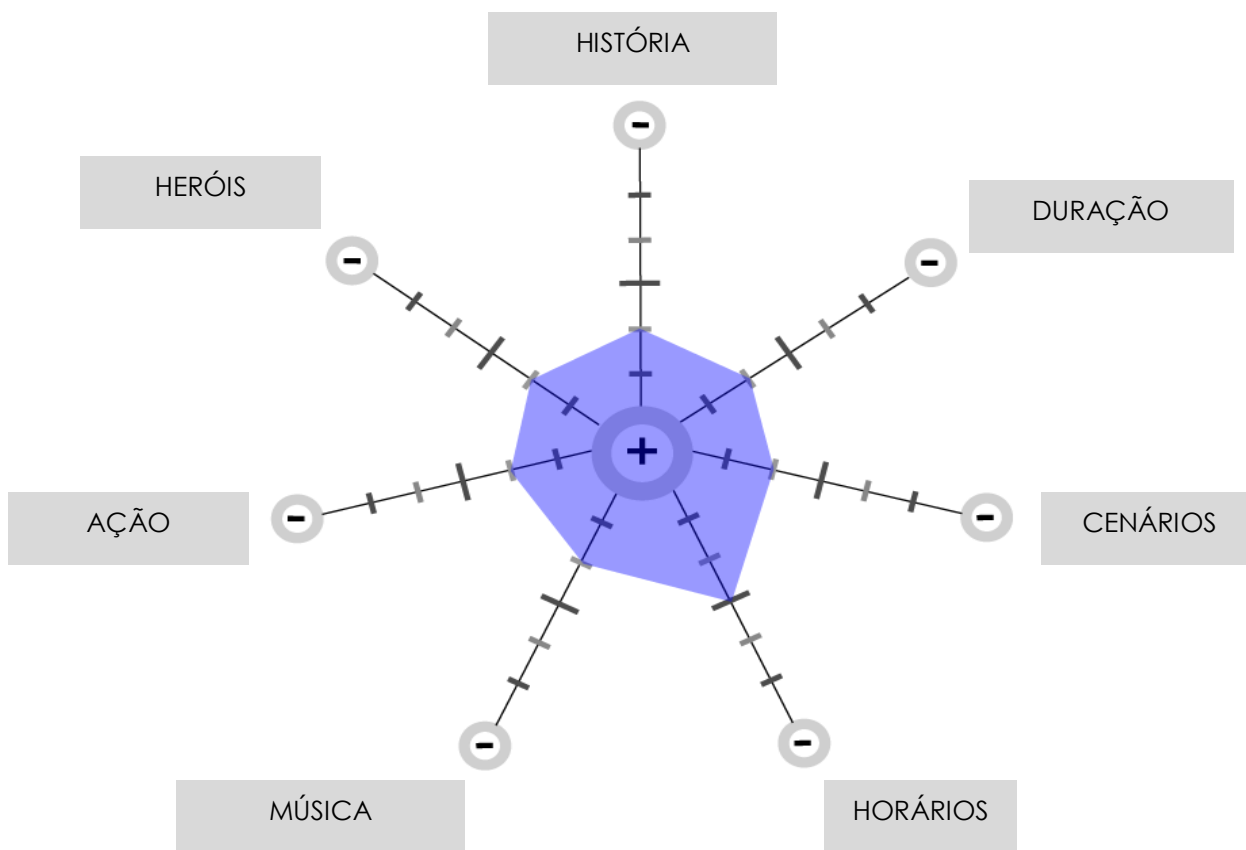 HISTÓRIA
-
HERÓIS
DURAÇÃO
-
-
+
AÇÃO
-
-
CENÁRIOS
-
-
MÚSICA
HORÁRIOS